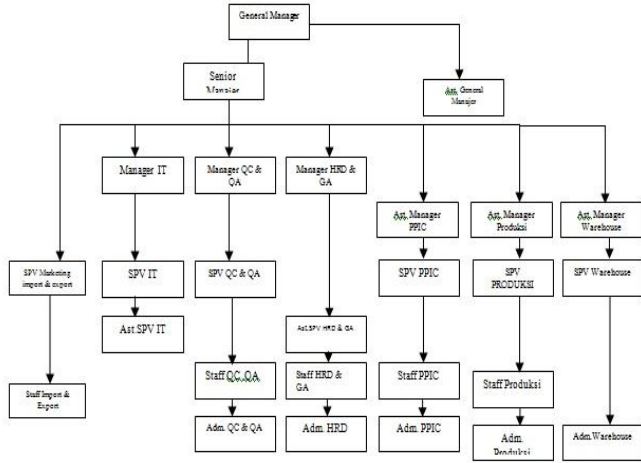 General Manager
Senior
Manajer
Ast. General
Manajer
Manager IT
Manager QC &
QA
Manager HRD &
GA
Ast. Manager
PPIC
Ast. Manager
Produksi
Ast. Manager
Warehouse
SPV Marketing
import & export
SPV IT
SPV QC & QA
SPV PPIC
SPV
PRODUKSI
SPV Warehouse
Ast.SPV IT
Ast.SPV HRD & GA
Staff Import &
Export
Staff QC, QA
Staff HRD &
GA
Staff PPIC
Staff Produksi
Adm. QC & QA
Adm. HRD
Adm. PPIC
Adm.
Produksi
Adm.Warehouse